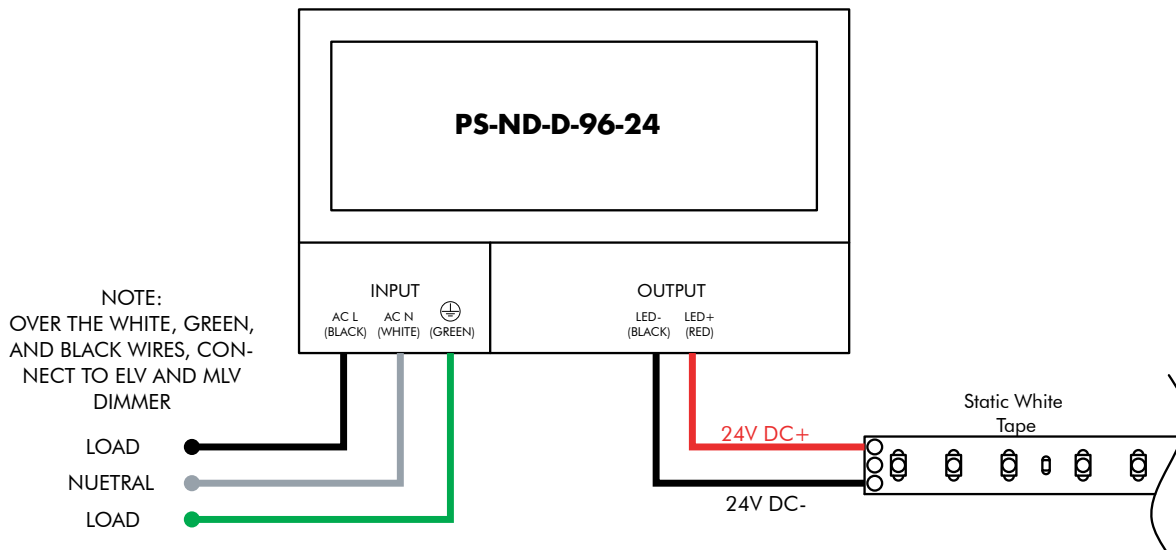 PS-ND-D-96-24
INPUT
AC L
(BLACK)
AC N
(WHITE)
(GREEN)
OUTPUT
LED-
(BLACK)
LED+
(RED)
NOTE:
OVER THE WHITE, GREEN,
AND BLACK WIRES, CON-
NECT TO ELV AND MLV
DIMMER
LOAD
NUETRAL
LOAD
24V DC+
24V DC-
Static White
Tape